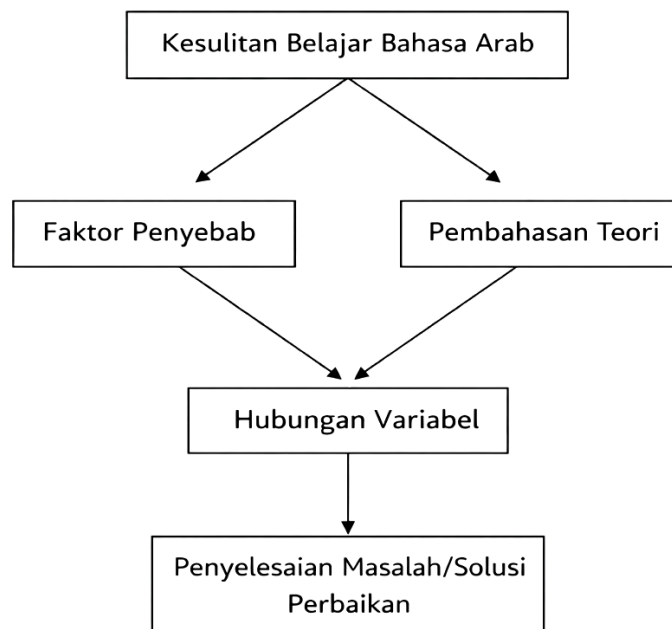 Kesulitan Belajar Bahasa Arab
Faktor Penyebab
Pembahasan Teori
Hubungan Variabel
Penyelesaian Masalah/Solusi
Perbaikan